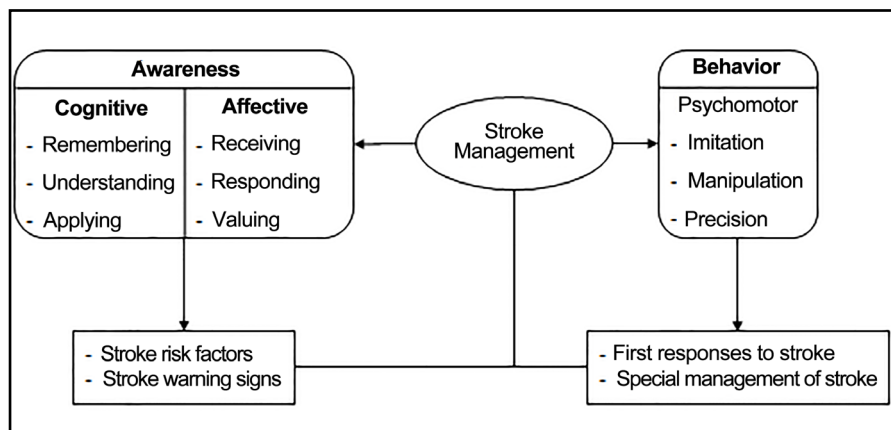 Awareness
Cognitive
- Remembering
- Understanding
- Applying
Affective
- Receiving
- Responding
- Valuing
Stroke
Management
Behavior
Psychomotor
- Imitation
- Manipulation
- Precision
- Stroke risk factors
- Stroke warning signs
- First responses to stroke
- Special management of stroke